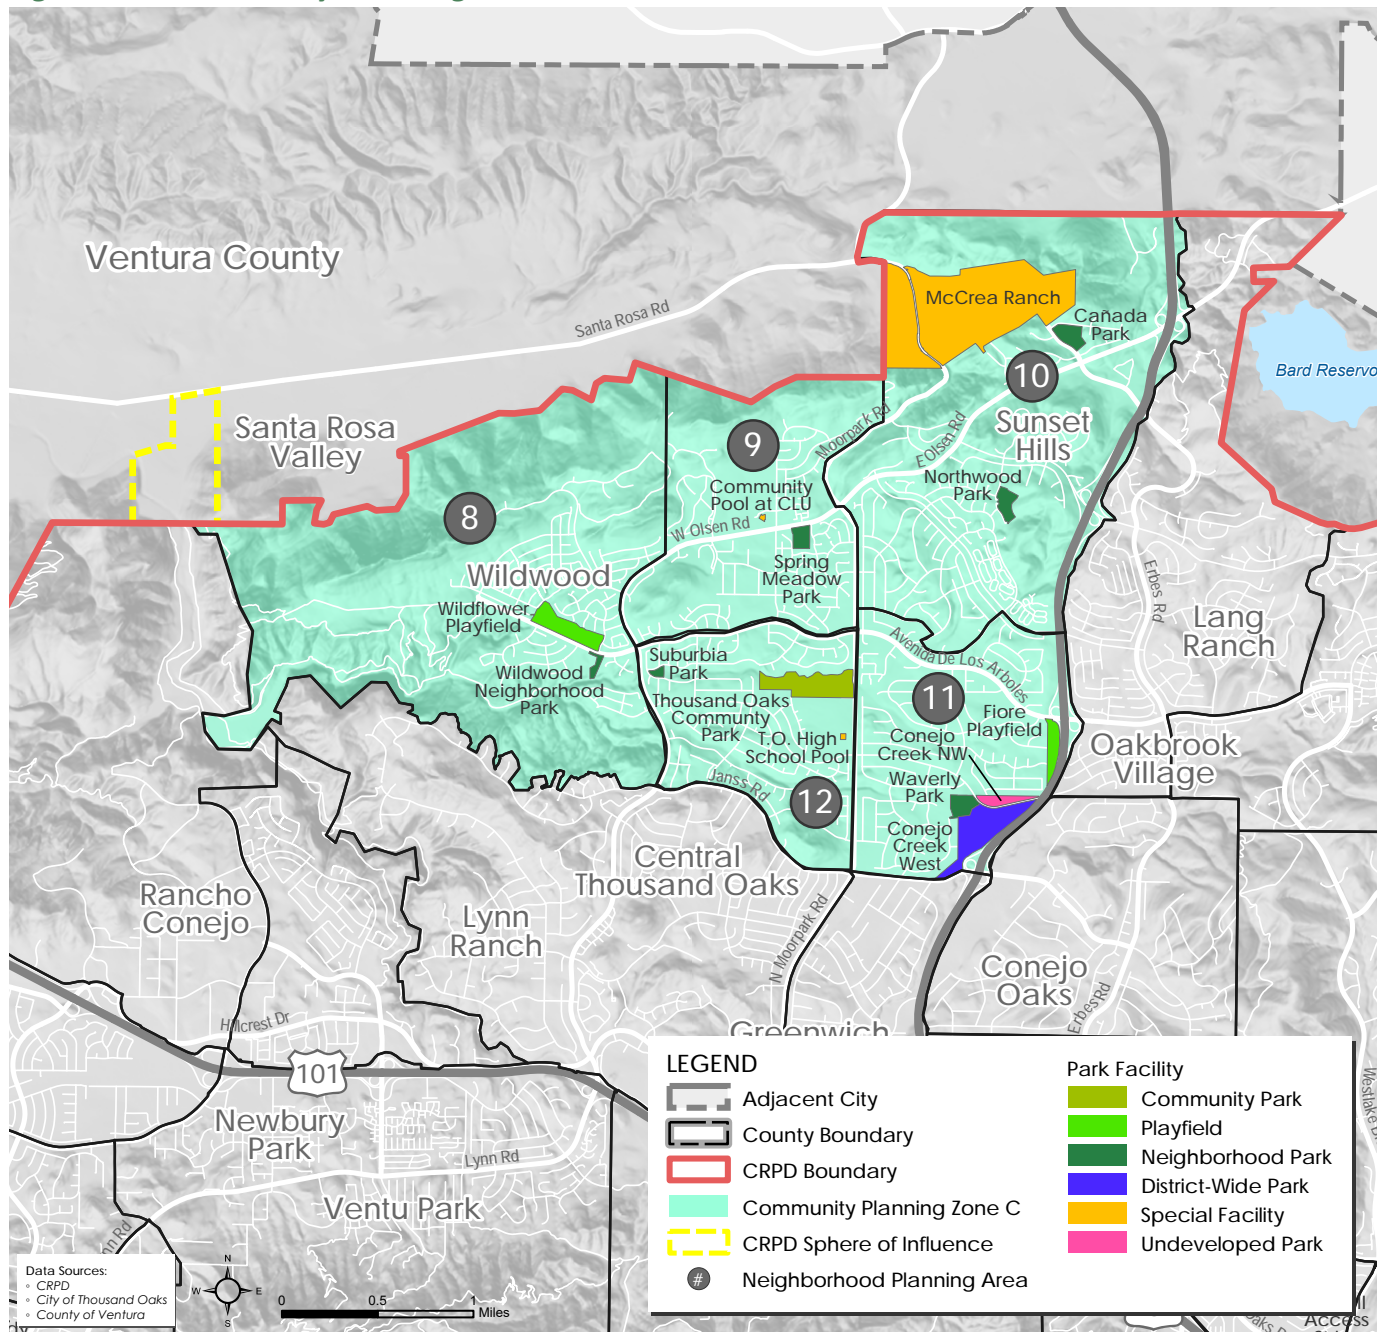 Ventura County
Santa Rosa Rd
McCrea Ranch
Cañada
Park
10
Bard Reservo
Santa Rosa
Valley
9
Moorpark Rd
E Olsen Rd
Sunset
Hills
Community
Pool at CLU
Northwood
Park
8
W Olsen Rd
Spring
Meadow
Park
Wildwood
Wildflower
Playfield
Erbes Rd
Lang
Ranch
Wildwood
Neighborhood
Park
Suburbia
Park
Avenida De Los Arboles
11
Thousand Oaks
Communty
Park
Fiore
Playfield
T.O. High
School Pool
Conejo
Creek NW
Oakbrook
Village
Janss Rd
12
Waverly
Park
Conejo
Creek
West
Central
Thousand Oaks
Rancho
Conejo
Lynn
Ranch
N Moorpark Rd
Conejo
Oaks
Erbes Rd
Hillcrest Dr
Greenwich
101
Newbury
Park
Lynn Rd
Ventu Park
nn Rd
Westlake
LEGEND
Adjacent City
County Boundary
CRPD Boundary
Community Planning Zone C
CRPD Sphere of Influence
# Neighborhood Planning Area
Park Facility
Community Park
Playfield
Neighborhood Park
District-Wide Park
Special Facility
Undeveloped Park
Data Sources:
◦ CRPD
◦ City of Thousand Oaks
◦ County of Ventura
N
W E
S
0 0.5 1
Miles
ll
Access